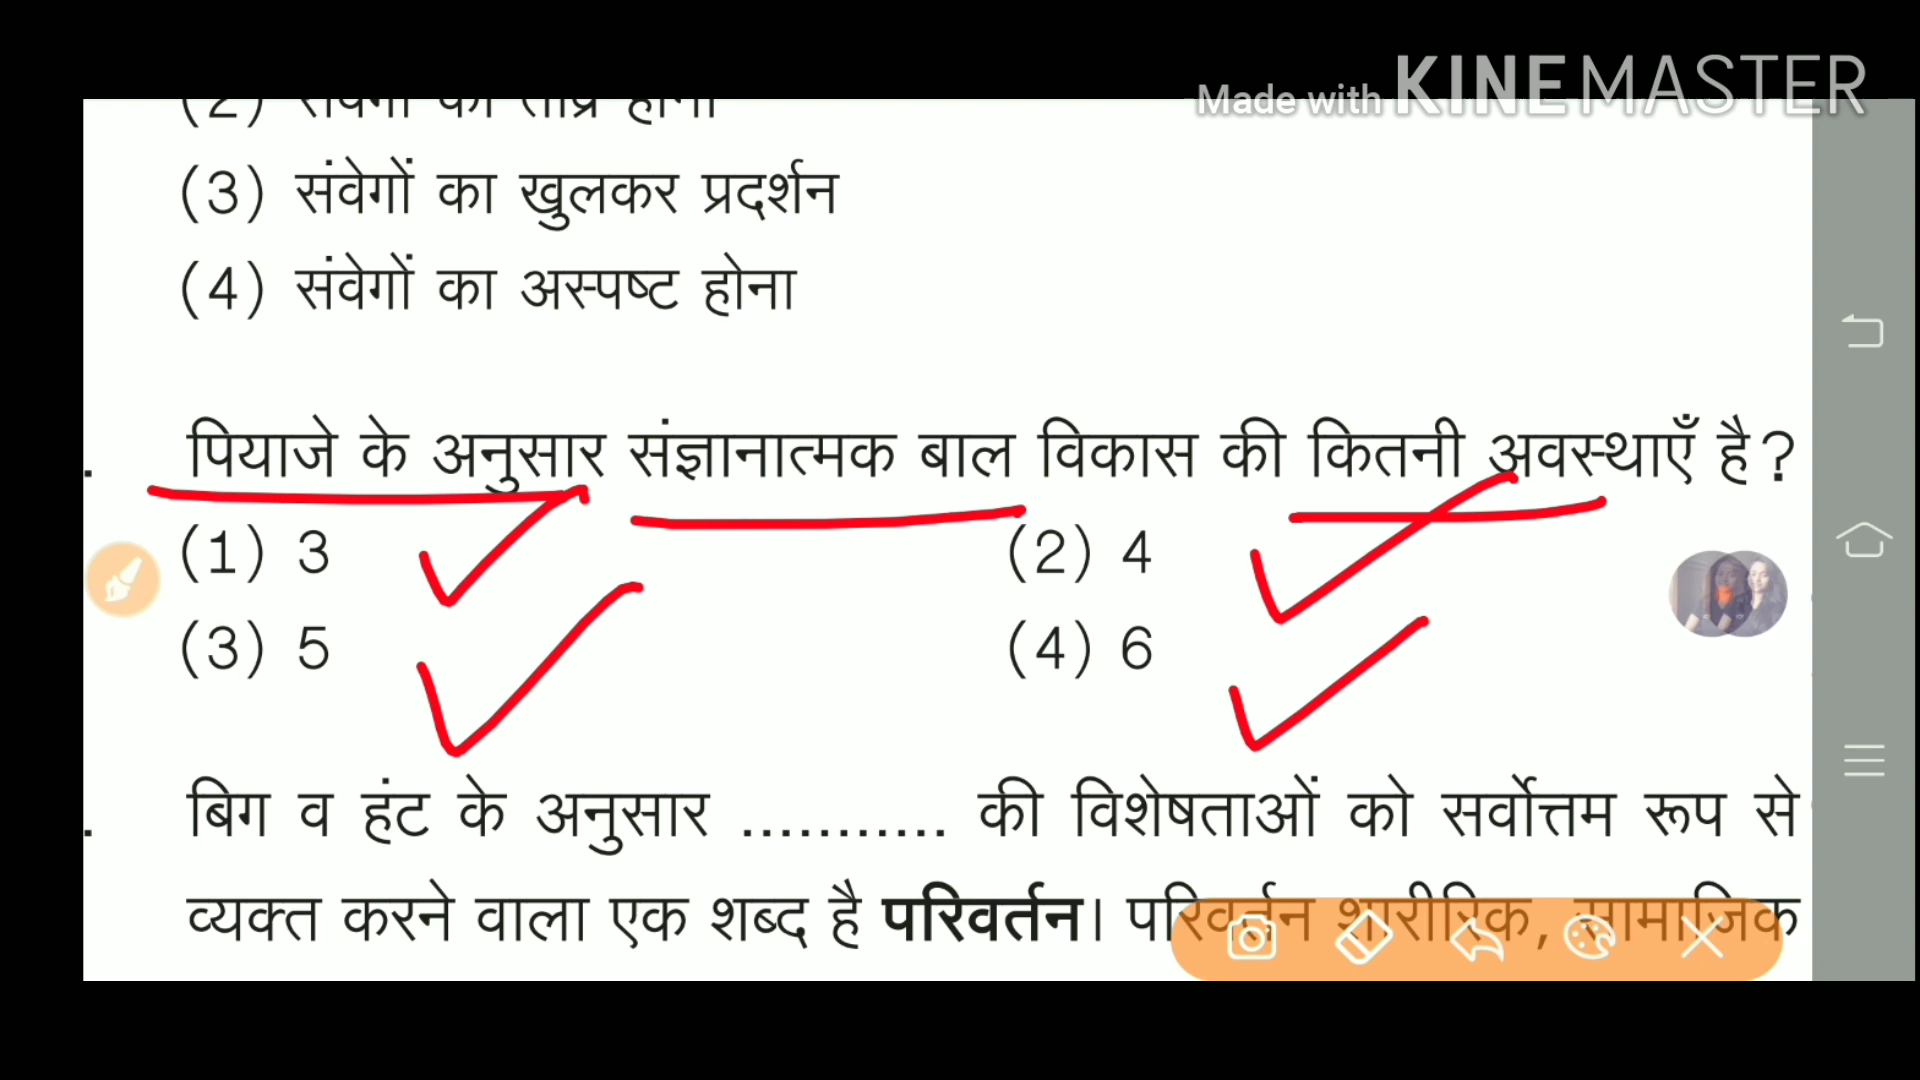 Made with KINEMASTER
(2) संवेगों का तीव्र होना
(3) संवेगों का खुलकर प्रदर्शन
(4) संवेगों का अस्पष्ट होना
. पियाजे के अनुसार संज्ञानात्मक बाल विकास की कितनी अवस्थाएँ है?
(1) 3 (2) 4
(3) 5 (4) 6
. बिग व हंट के अनुसार ........... की विशेषताओं को सर्वोत्तम रूप से
व्यक्त करने वाला एक शब्द है परिवर्तन। परिवर्तन शारीरिक, सामाजिक